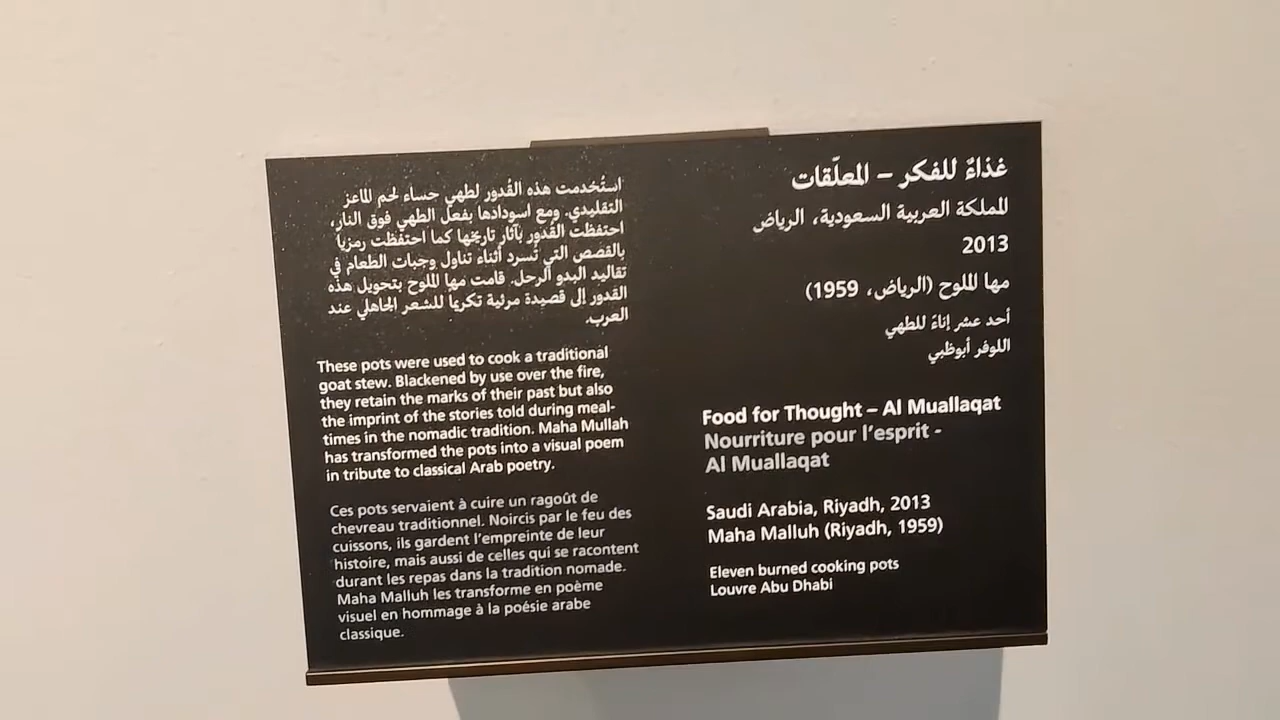 غذاءٌ للفكر – المعلّقات
المملكة العربية السعودية، الرياض
2013
مها الملوح (الرياض، 1959)
أحد عشر إناءً للطهي
اللوفر أبوظبي
استُخدمت هذه القُدور لطهي حساء لحم الماعز
التقليدي. ومع اسودادها بفعل الطهي فوق النار،
احتفظت القُدور بآثار تاريخها كما احتفظت رمزيا
بالقصص التي تُسرد أثناء تناول وجبات الطعام في
تقاليد البدو الرحل. قامت مها الملوح بتحويل هذه
القدور إلى قصيدة مرئية تكريمًا للشعر الجاهلي عند
العرب.
Food for Thought – Al Muallaqat
Nourriture pour l'esprit -
Al Muallaqat
Saudi Arabia, Riyadh, 2013
Maha Malluh (Riyadh, 1959)
Eleven burned cooking pots
Louvre Abu Dhabi
These pots were used to cook a traditional
goat stew. Blackened by use over the fire,
they retain the marks of their past but also
the imprint of the stories told during meal-
times in the nomadic tradition. Maha Mullah
has transformed the pots into a visual poem
in tribute to classical Arab poetry.
Ces pots servaient à cuire un ragoût de
chevreau traditionnel. Noircis par le feu des
cuissons, ils gardent l'empreinte de leur
histoire, mais aussi de celles qui se racontent
durant les repas dans la tradition nomade.
Maha Malluh les transforme en poème
visuel en hommage à la poésie arabe
classique.